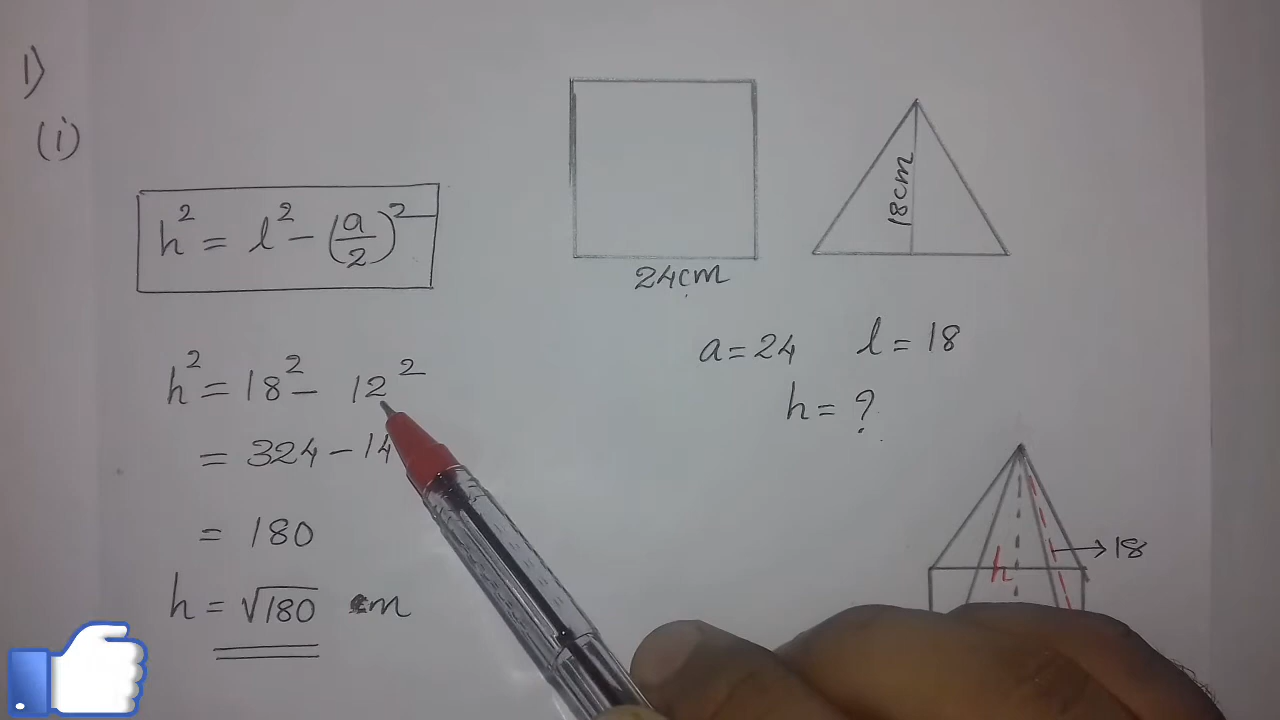 1)
(i)
h² = l² - (a/2)²
24cm
18cm
a = 24 l = 18
h = ?
h² = 18² - 12²
= 324 - 14
= 180
h = √180 cm
h
18